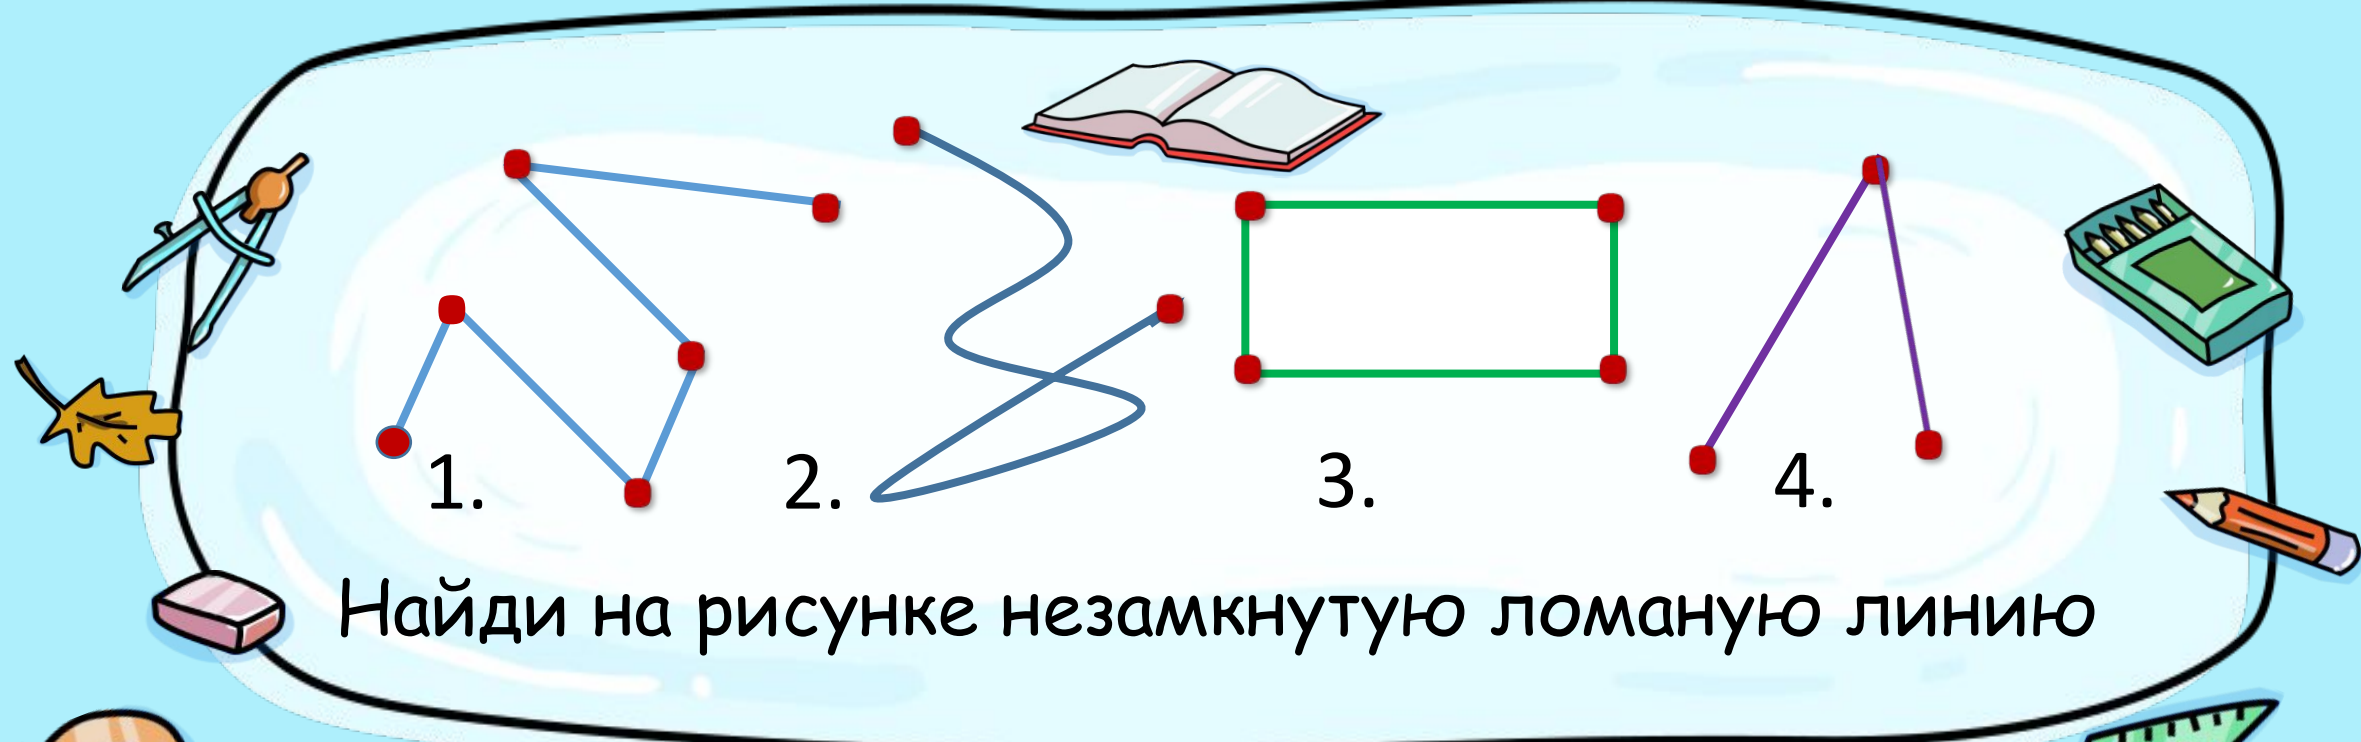 1. 2. 3. 4.
Найди на рисунке незамкнутую ломаную линию